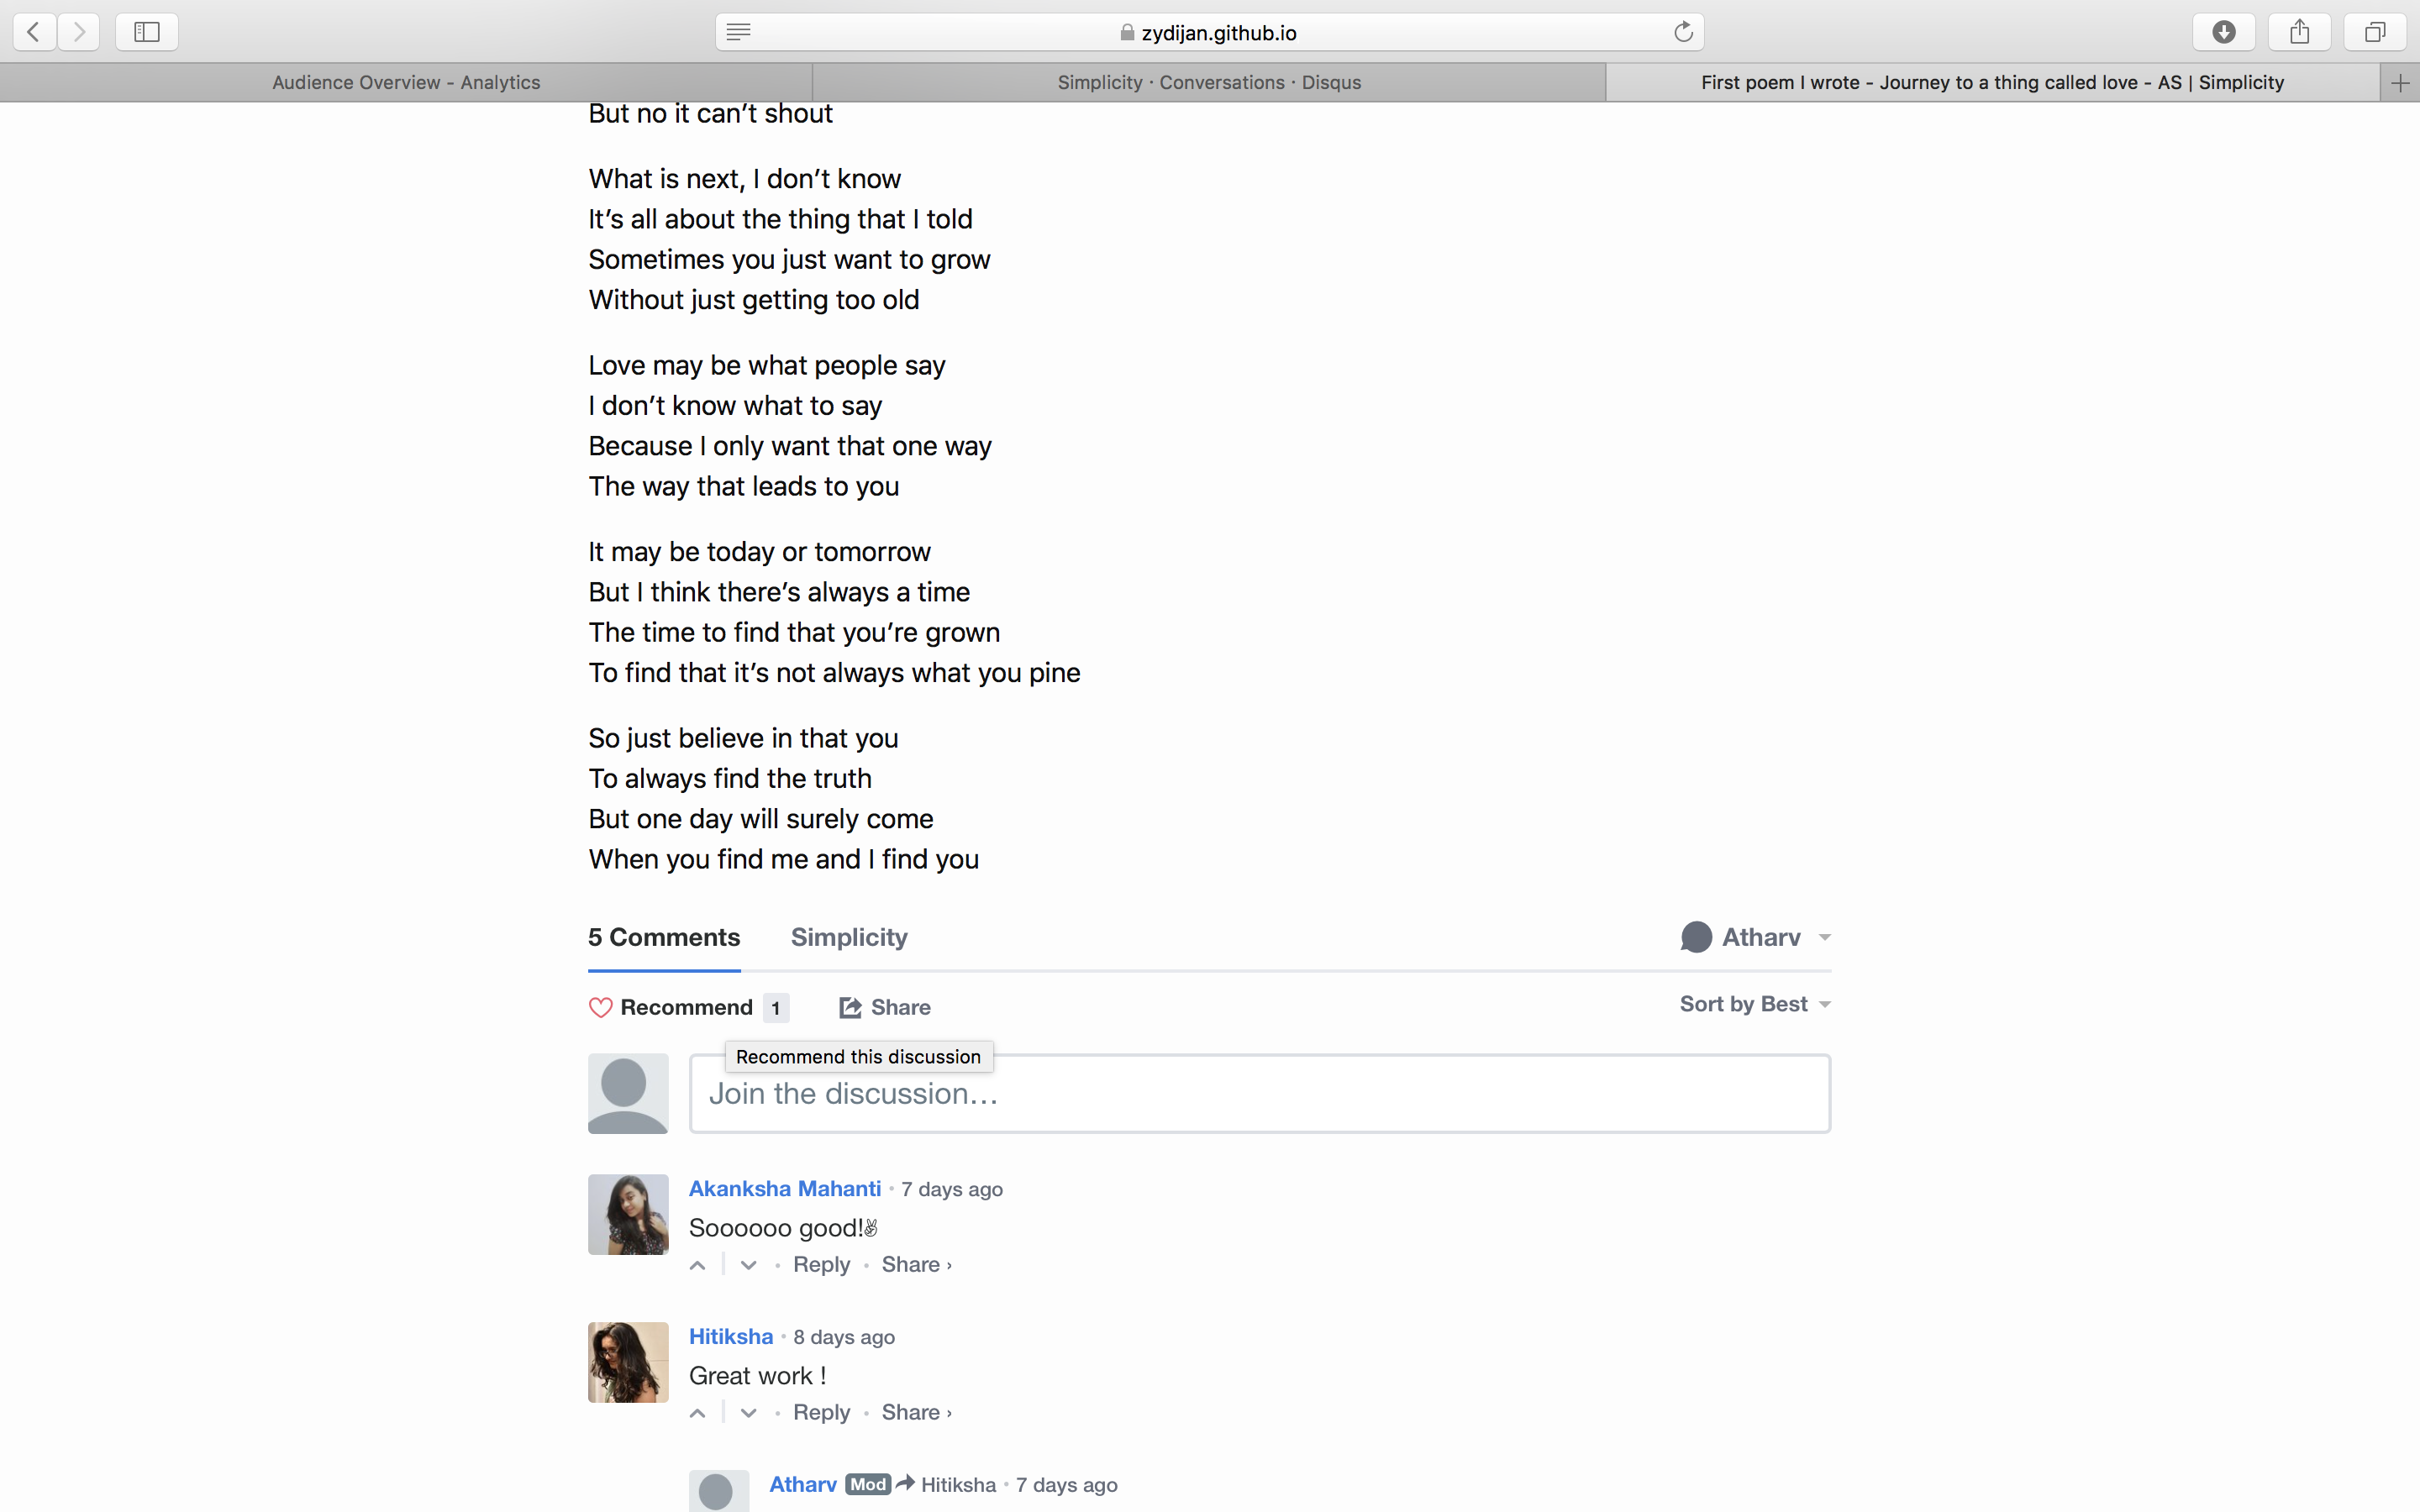 zydijan.github.io
Audience Overview - Analytics
Simplicity · Conversations · Disqus
First poem I wrote - Journey to a thing called love - AS | Simplicity
But no it can’t shout
What is next, I don’t know
It’s all about the thing that I told
Sometimes you just want to grow
Without just getting too old
Love may be what people say
I don’t know what to say
Because I only want that one way
The way that leads to you
It may be today or tomorrow
But I think there’s always a time
The time to find that you’re grown
To find that it’s not always what you pine
So just believe in that you
To always find the truth
But one day will surely come
When you find me and I find you
5 Comments
Simplicity
Atharv
Recommend 1
Share
Sort by Best
Recommend this discussion
Join the discussion...
Akanksha Mahanti · 7 days ago
Soooooo good!✌
Reply · Share ›
Hitiksha · 8 days ago
Great work !
Reply · Share ›
Atharv Mod Hitiksha · 7 days ago